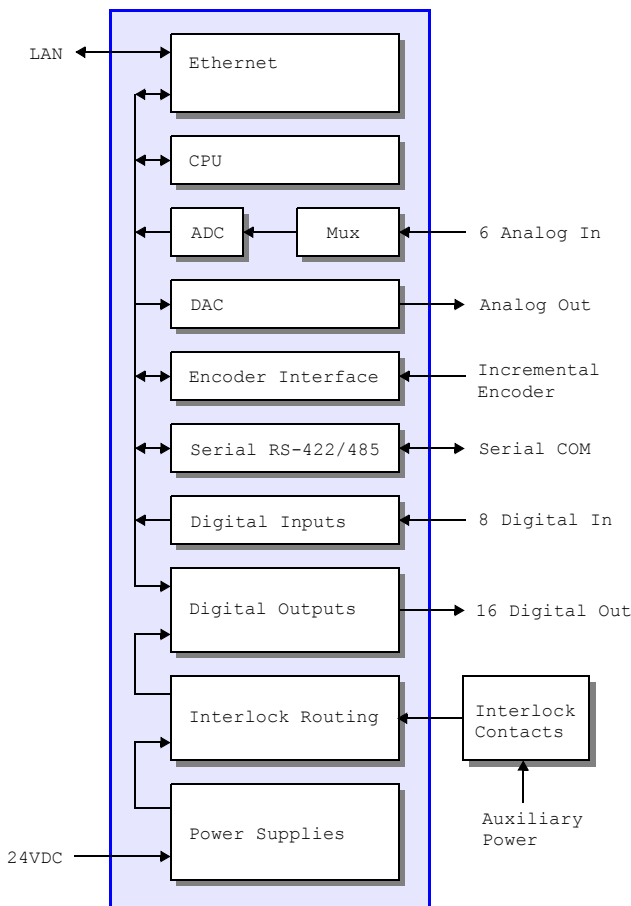 LAN
Ethernet
CPU
ADC
Mux
6 Analog In
DAC
Analog Out
Encoder Interface
Incremental
Encoder
Serial RS-422/485
Serial COM
Digital Inputs
8 Digital In
Digital Outputs
16 Digital Out
Interlock Routing
Interlock
Contacts
Auxiliary
Power
Power Supplies
24VDC